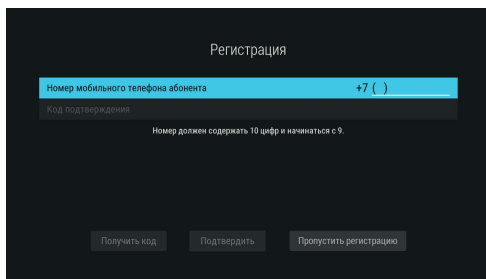 Регистрация
Номер мобильного телефона абонента +7 ( )
Код подтверждения
Номер должен содержать 10 цифр и начинаться с 9.
Получить код Подтвердить Пропустить регистрацию